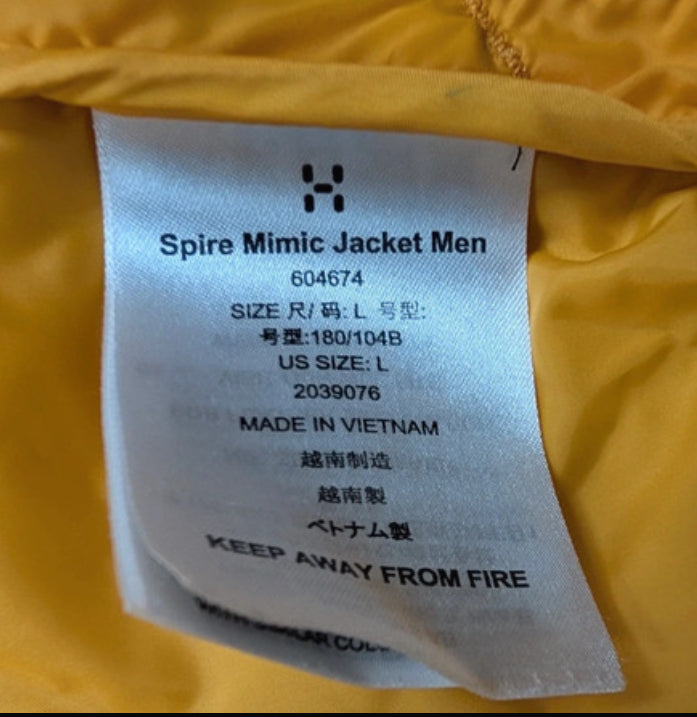 Spire Mimic Jacket Men
604674
SIZE 尺/ 码: L 号型:
号型:180/104B
US SIZE: L
2039076
MADE IN VIETNAM
越南制造
越南製
ベトナム製
KEEP AWAY FROM FIRE